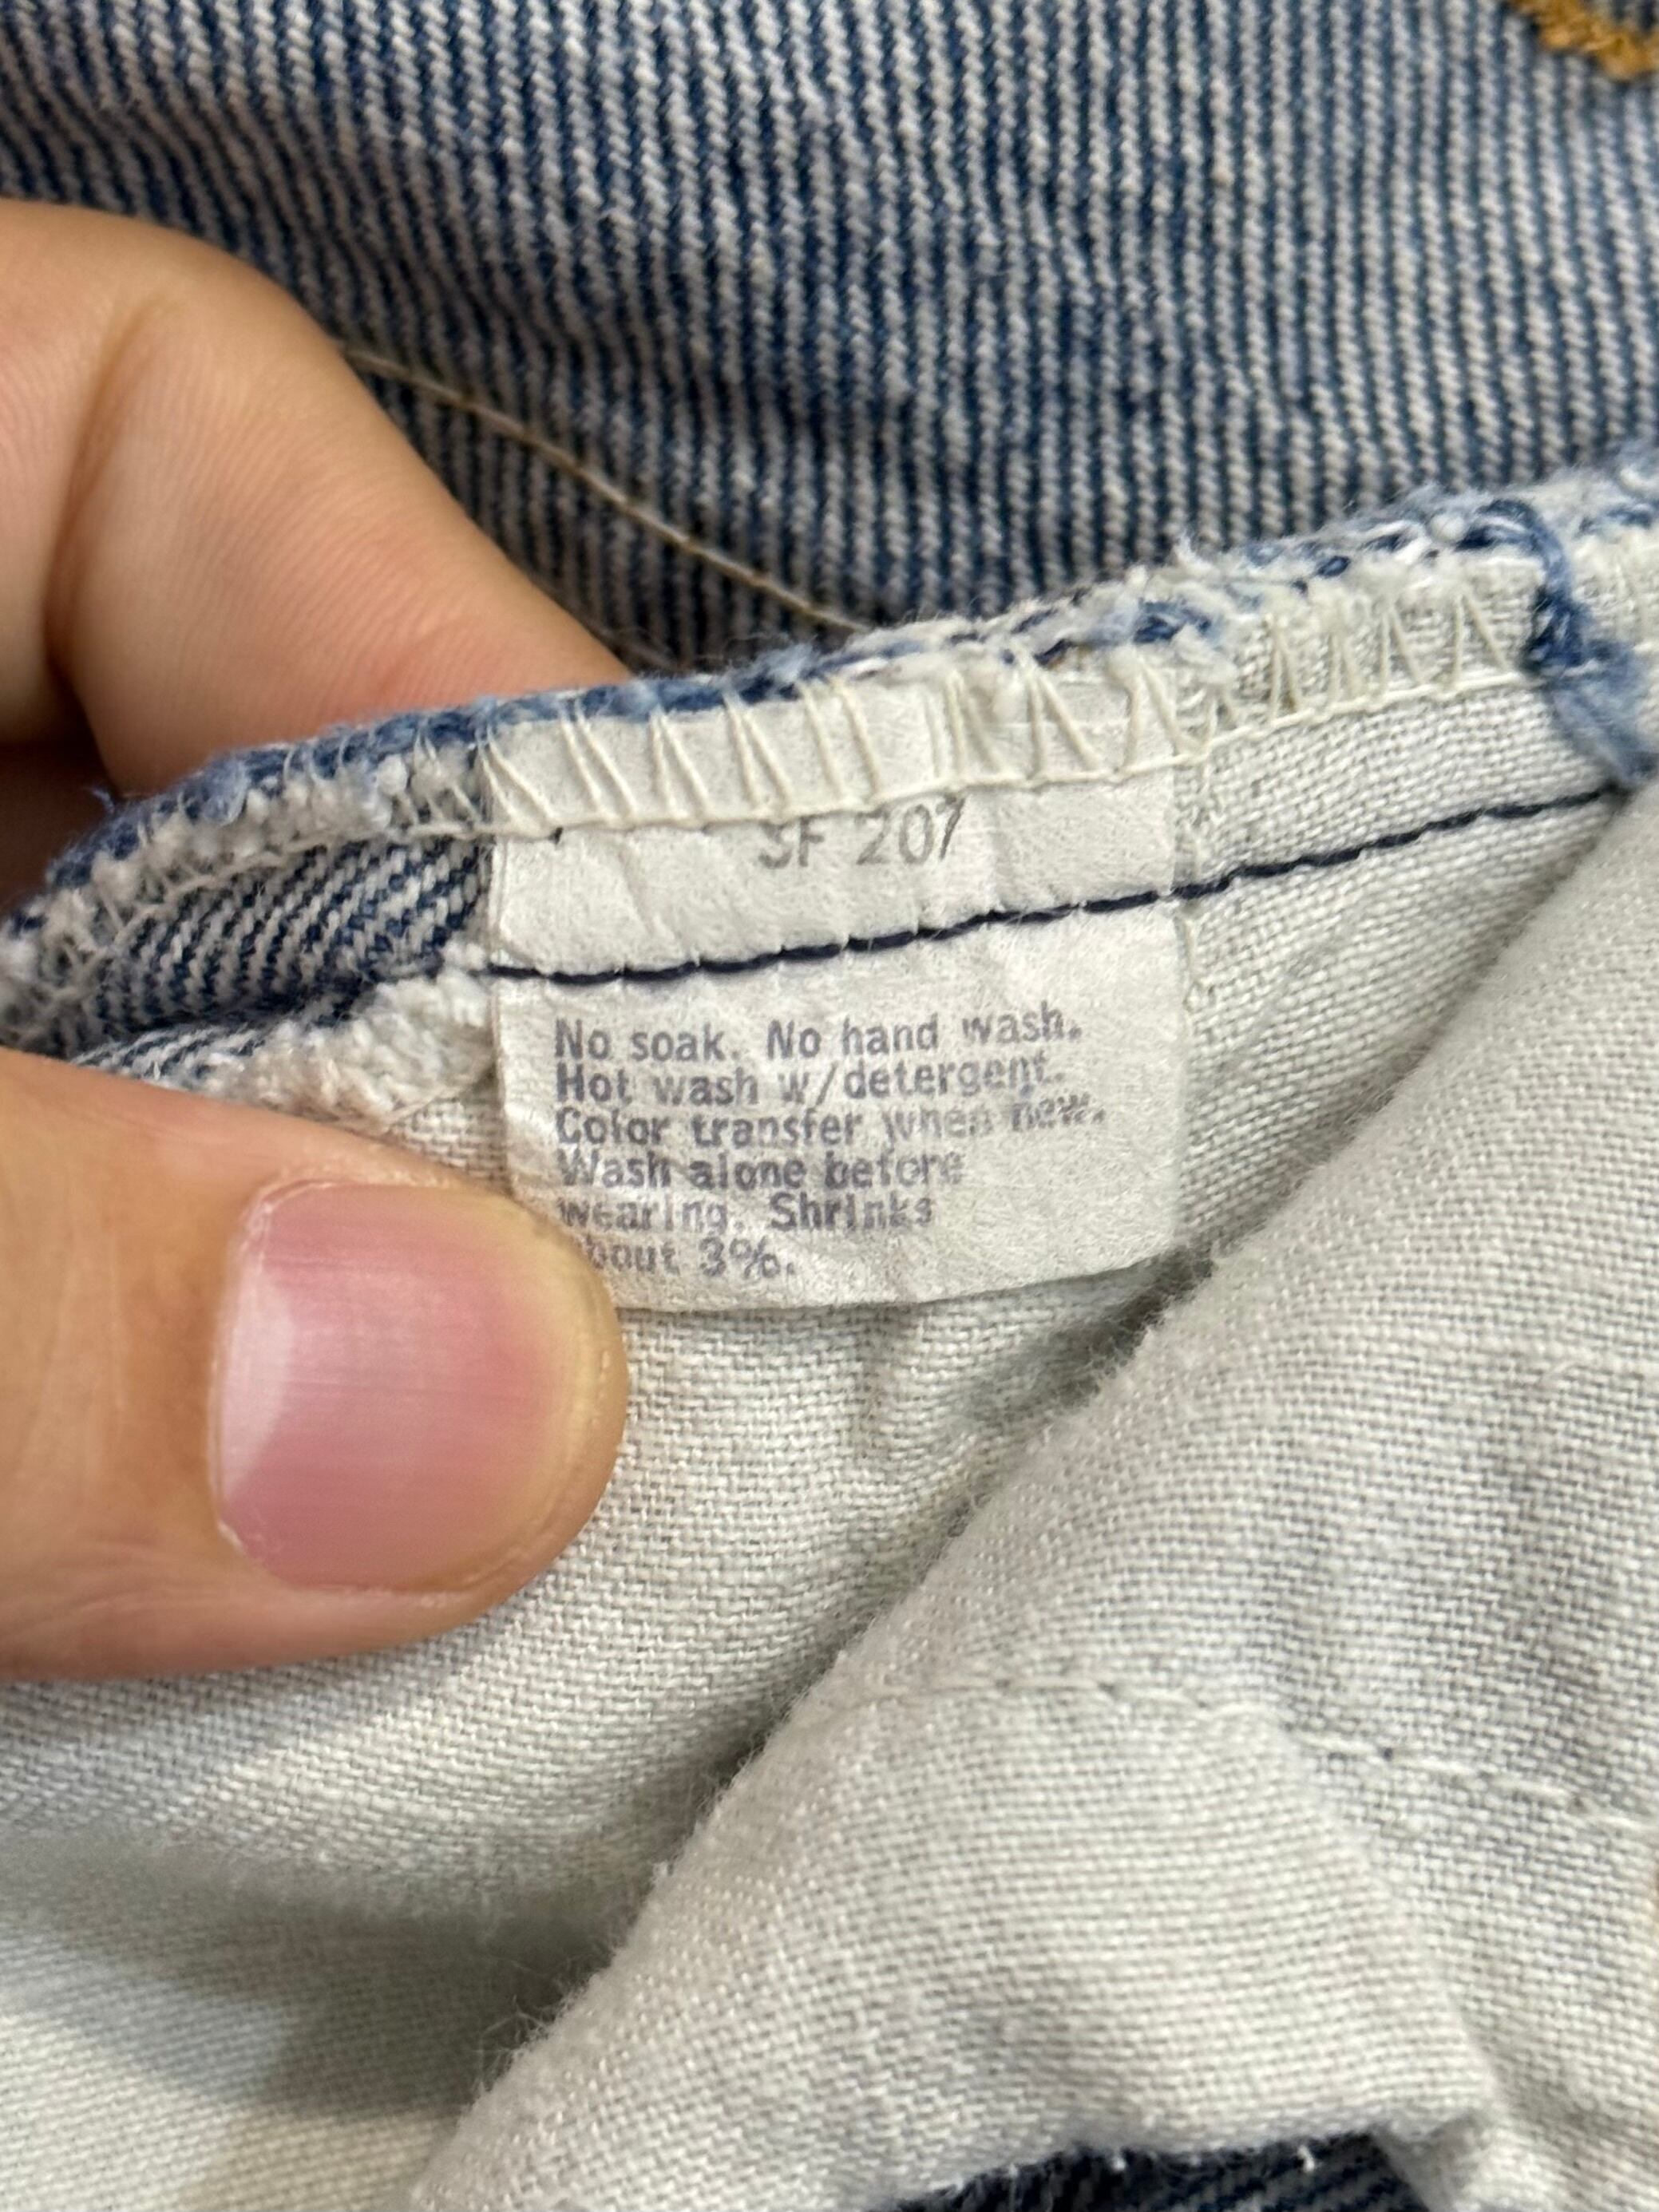 SF 207
No soak. No hand wash.
Hot wash w/detergent.
Color transfer when new.
Wash alone before
wearing. Shrinks
about 3%.